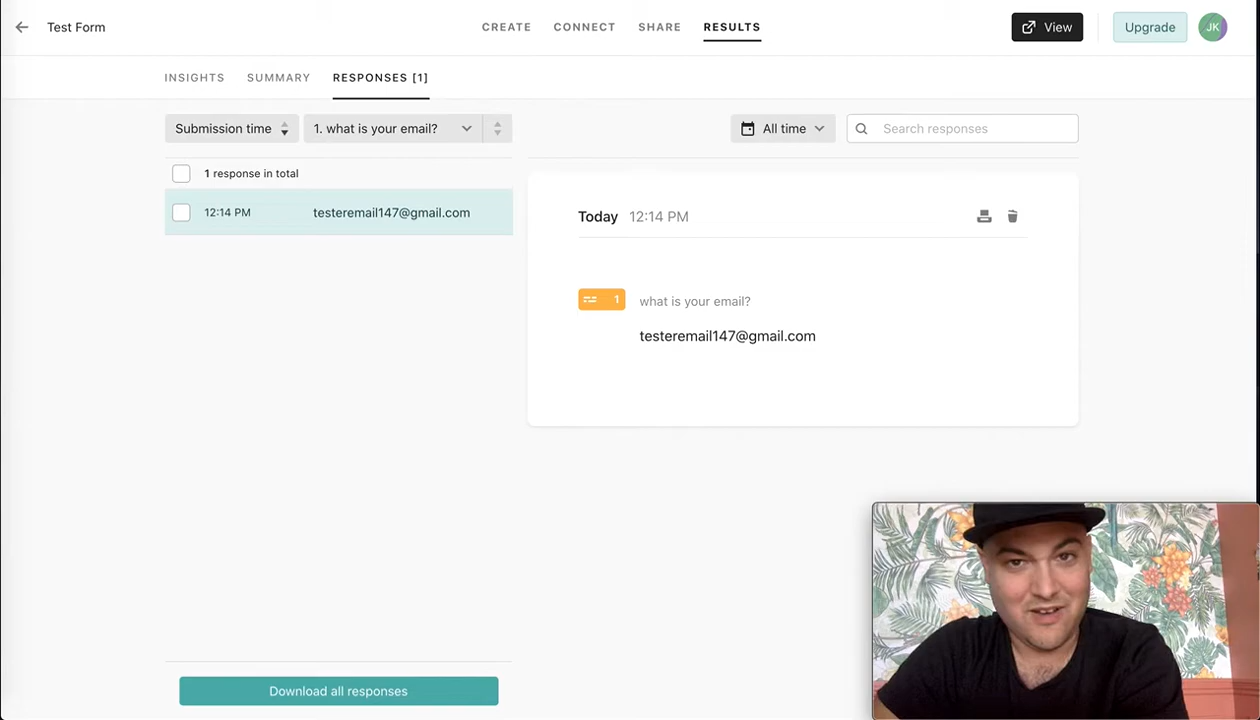 Test Form
CREATE CONNECT SHARE RESULTS
View
Upgrade
JK
INSIGHTS SUMMARY RESPONSES [1]
Submission time
1. what is your email?
All time
Search responses
1 response in total
12:14 PM testeremail147@gmail.com
Today 12:14 PM
1 what is your email?
testeremail147@gmail.com
Download all responses